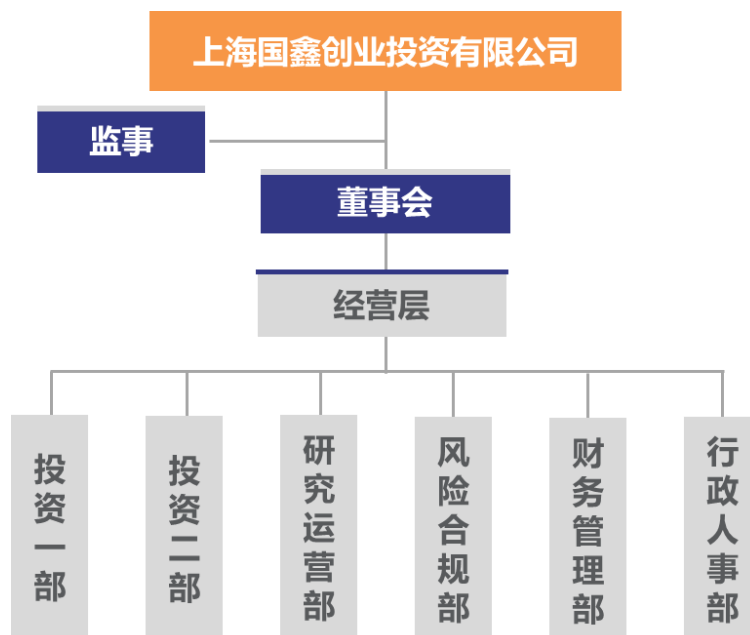 上海国鑫创业投资有限公司
监事
董事会
经营层
投资一部
投资二部
研究运营部
风险合规部
财务管理部
行政人事部